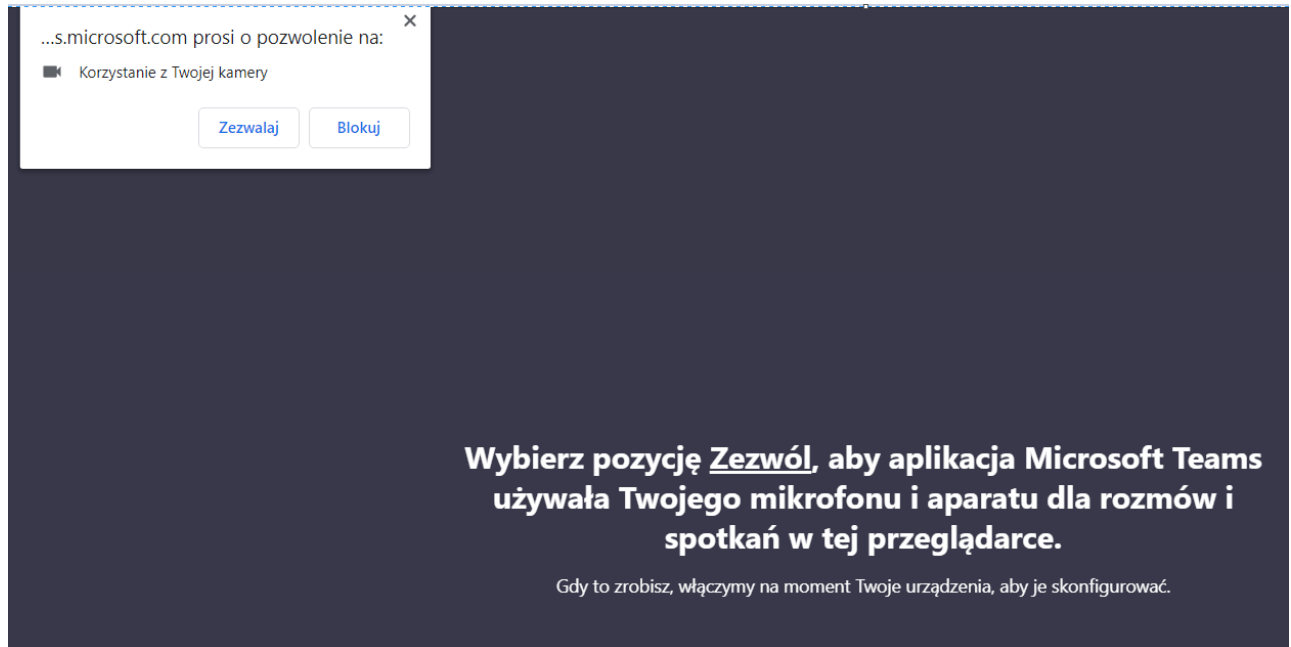 ...s.microsoft.com prosi o pozwolenie na:
Korzystanie z Twojej kamery
Zezwalaj
Blokuj
Wybierz pozycję Zezwól, aby aplikacja Microsoft Teams
używała Twojego mikrofonu i aparatu dla rozmów i
spotkań w tej przeglądarce.
Gdy to zrobisz, włączymy na moment Twoje urządzenia, aby je skonfigurować.